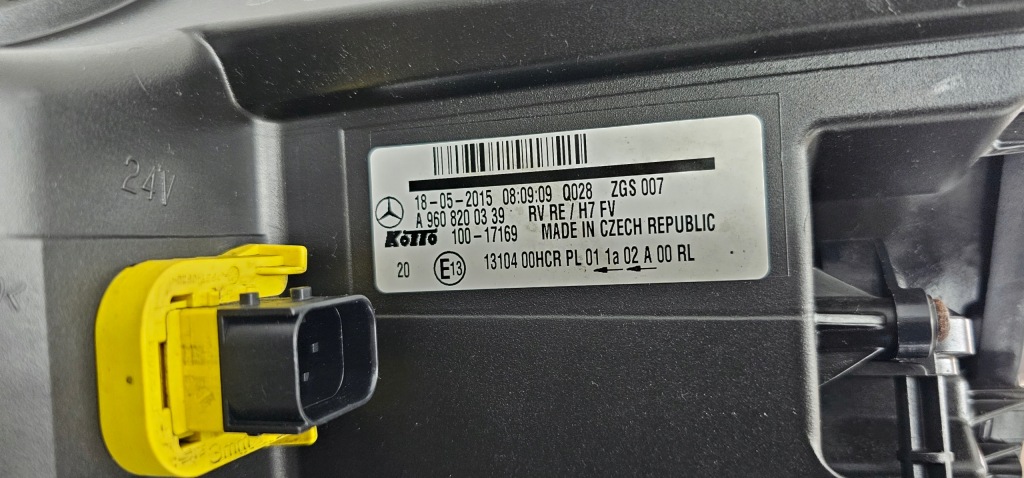 24V
18-05-2015 08:09:09 Q028 ZGS 007
A 960 820 03 39 RV RE / H7 FV
KOITO 100-17169 MADE IN CZECH REPUBLIC
20 E13 13104 00HCR PL 01 1a 02 A 00 RL